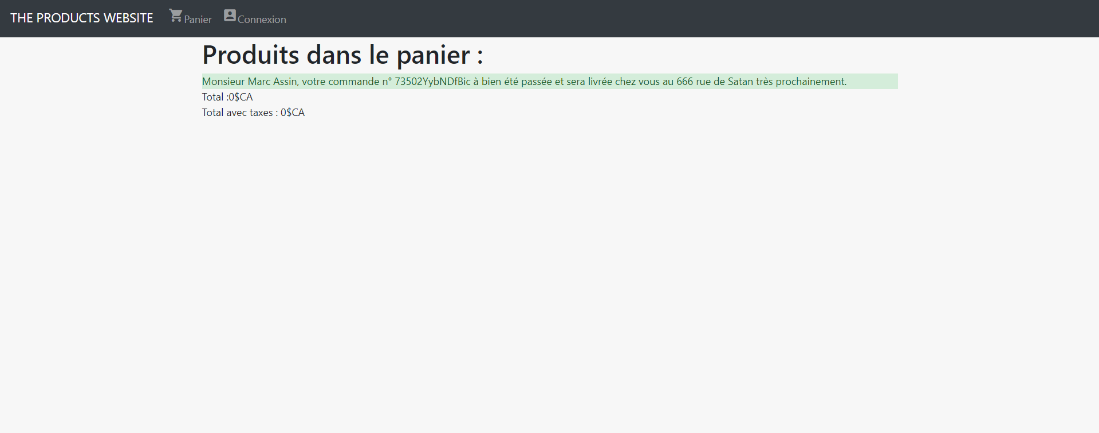 THE PRODUCTS WEBSITE Panier Connexion
Produits dans le panier :
Monsieur Marc Assin, votre commande n° 73502YybNDfBic à bien été passée et sera livrée chez vous au 666 rue de Satan très prochainement.
Total :0$CA
Total avec taxes : 0$CA